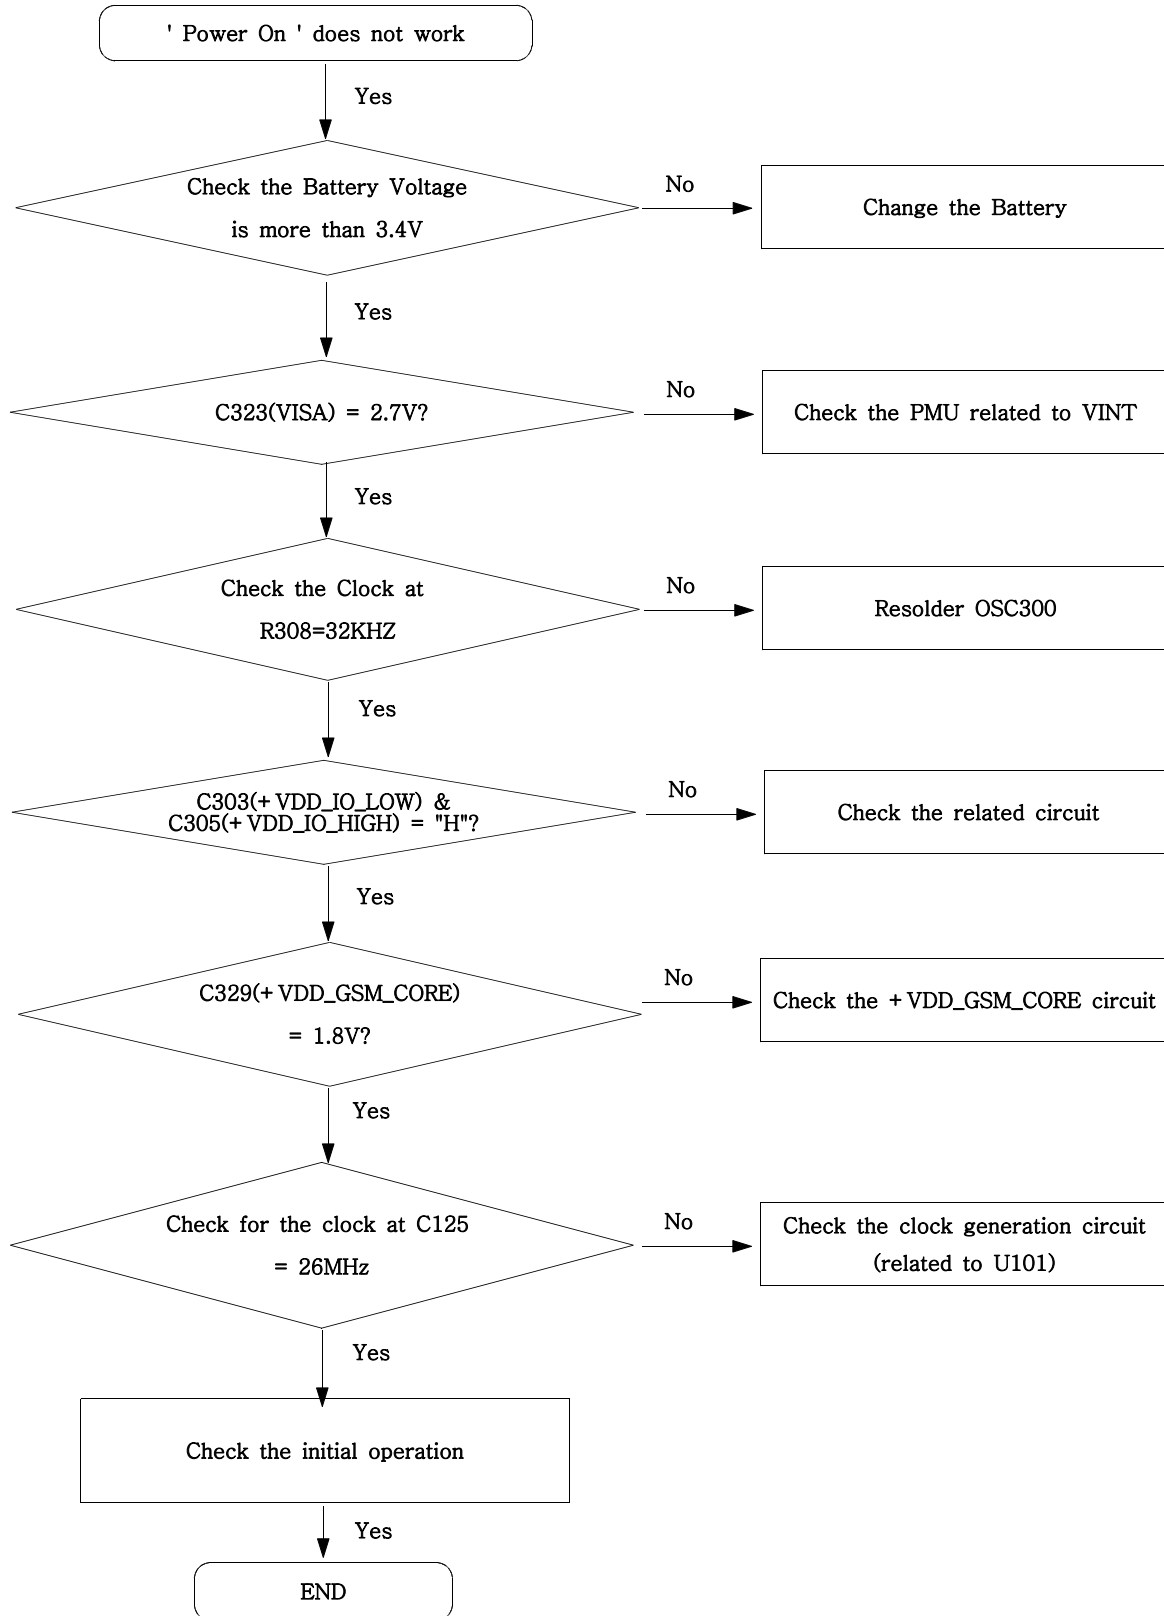 ' Power On ' does not work
Yes
Check the Battery Voltage
is more than 3.4V
No
Change the Battery
Yes
C323(VISA) = 2.7V?
No
Check the PMU related to VINT
Yes
Check the Clock at
R308=32KHZ
No
Resolder OSC300
Yes
C303(+VDD_IO_LOW) &
C305(+VDD_IO_HIGH) = "H"?
No
Check the related circuit
Yes
C329(+VDD_GSM_CORE)
= 1.8V?
No
Check the +VDD_GSM_CORE circuit
Yes
Check for the clock at C125
= 26MHz
No
Check the clock generation circuit
(related to U101)
Yes
Check the initial operation
Yes
END